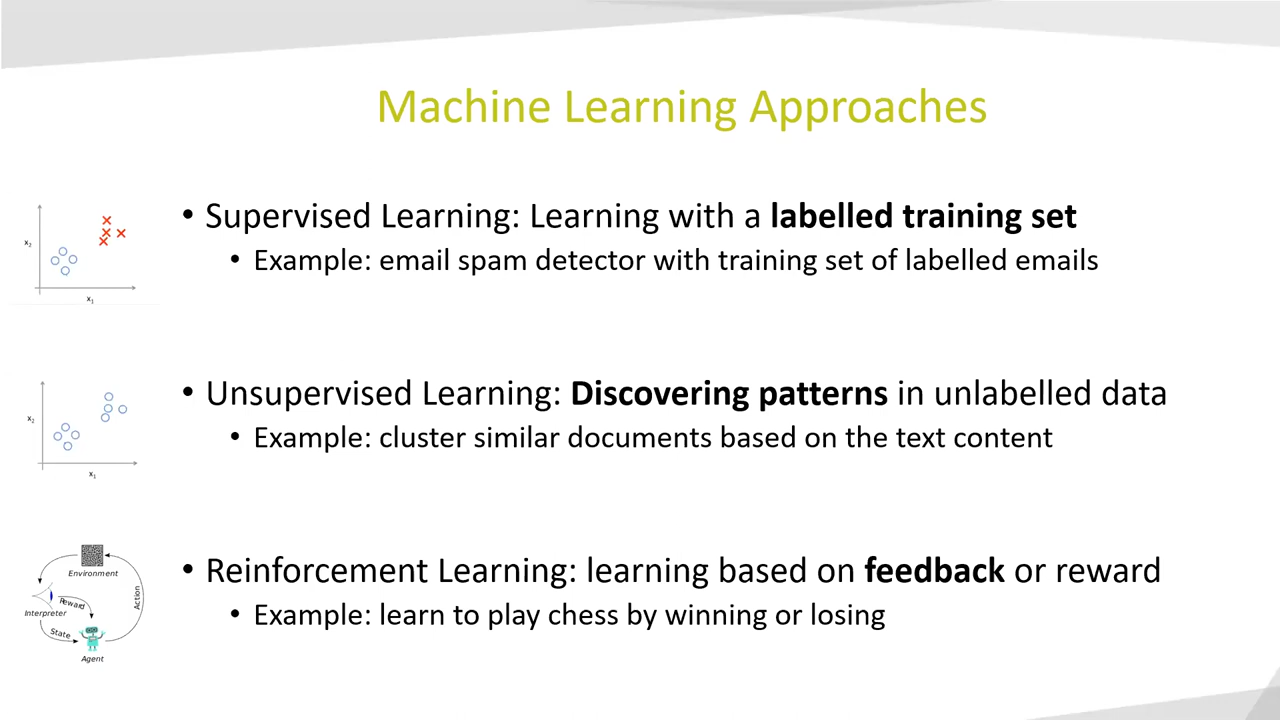 Machine Learning Approaches
x2
x1
• Supervised Learning: Learning with a labelled training set
• Example: email spam detector with training set of labelled emails
x2
x1
• Unsupervised Learning: Discovering patterns in unlabelled data
• Example: cluster similar documents based on the text content
Environment
Action
Reward
Interpreter
State
Agent
• Reinforcement Learning: learning based on feedback or reward
• Example: learn to play chess by winning or losing